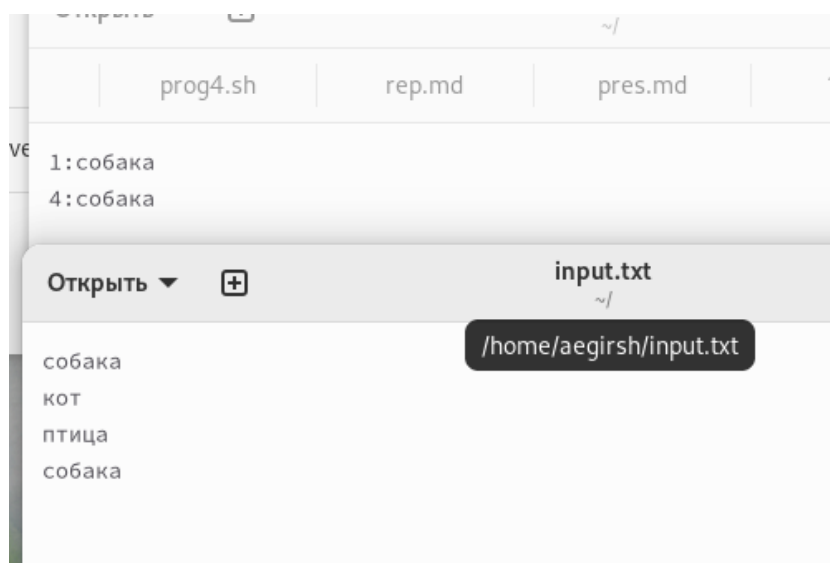 ~/
prog4.sh rep.md pres.md
1:собака
4:собака
Открыть
input.txt
~/
/home/aegirsh/input.txt
собака
кот
птица
собака